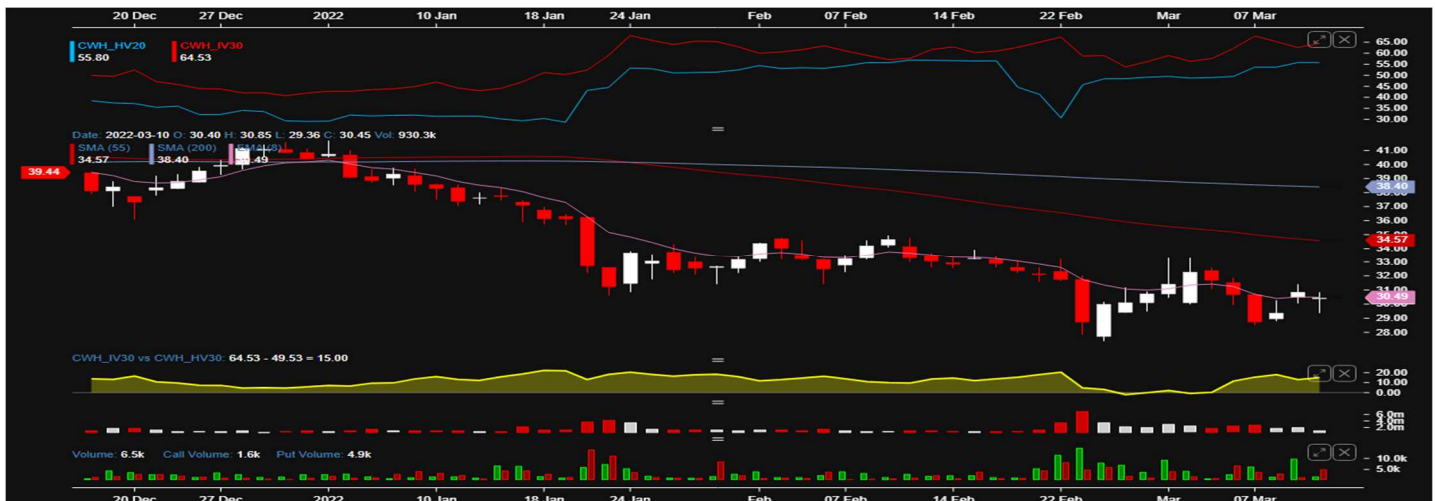 20 Dec 27 Dec 2022 10 Jan 18 Jan 24 Jan Feb 07 Feb 14 Feb 22 Feb Mar 07 Mar
CWH_HV20 CWH_IV30
55.80 64.53
65.00
60.00
55.00
50.00
45.00
40.00
35.00
30.00
Date: 2022-03-10 O: 30.40 H: 30.85 L: 29.36 C: 30.45 Vol: 930.3k
SMA (55) SMA (200)
34.57 38.40
39.44
41.00
40.00
39.00
38.40
37.00
36.00
34.57
34.00
33.00
32.00
31.00
30.49
29.00
28.00
CWH_IV30 vs CWH_HV30: 64.53 - 49.53 = 15.00
20.00
10.00
0.00
6.0m
2.0m
Volume: 6.5k Call Volume: 1.6k Put Volume: 4.9k
10.0k
5.0k
20 Dec 27 Dec 2022 10 Jan 18 Jan 24 Jan Feb 07 Feb 14 Feb 22 Feb Mar 07 Mar